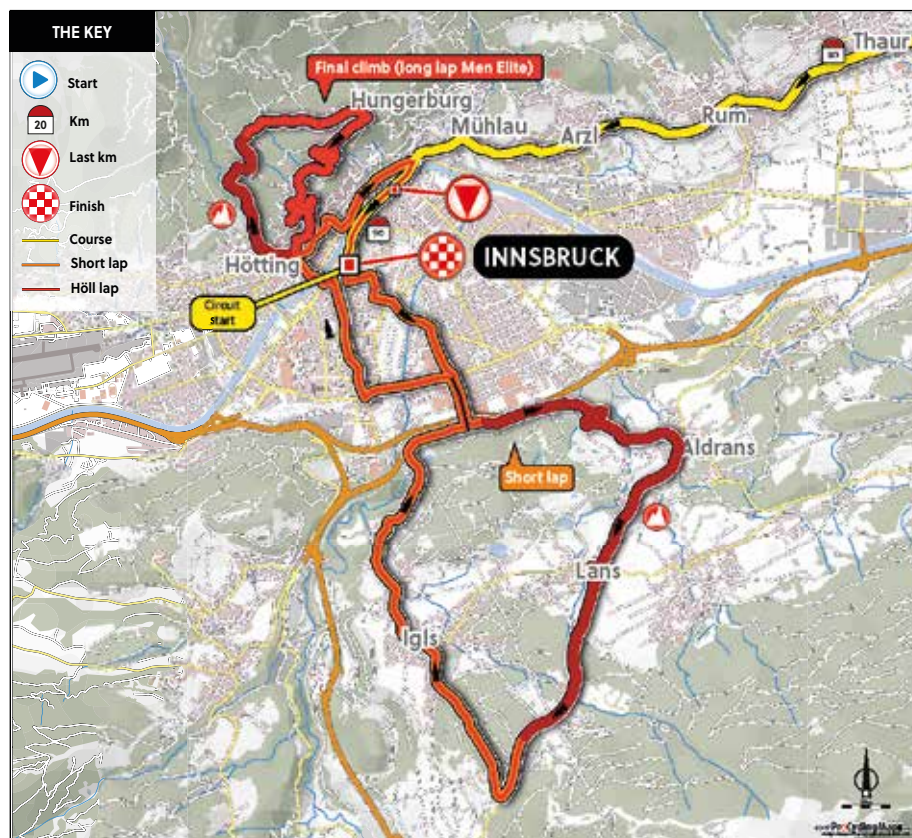 THE KEY
Start
20
Km
Last km
Finish
Course
Short lap
Höll lap
Final climb (long lap Men Elite)
Hungerburg
Mühlau
Arzl
Rum
Thaur
Hötting
INNSBRUCK
Circuit
start
Short lap
Aldrans
Lans
Igls